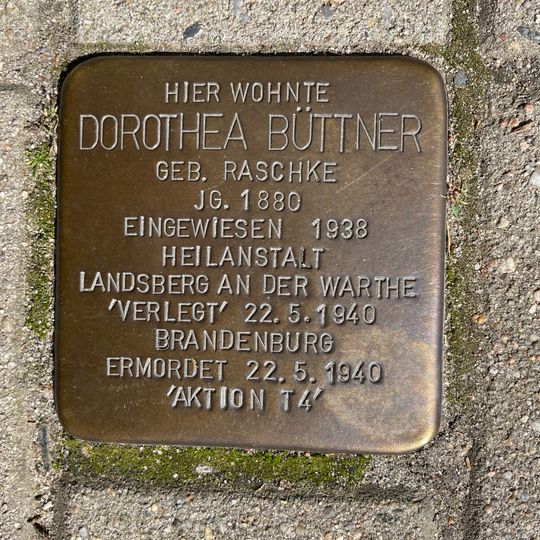 HIER WOHNTE
DOROTHEA BÜTTNER
GEB. RASCHKE
JG. 1880
EINGEWIESEN 1938
HEILANSTALT
LANDSBERG AN DER WARTHE
'VERLEGT' 22.5.1940
BRANDENBURG
ERMORDET 22.5.1940
'AKTION T4'